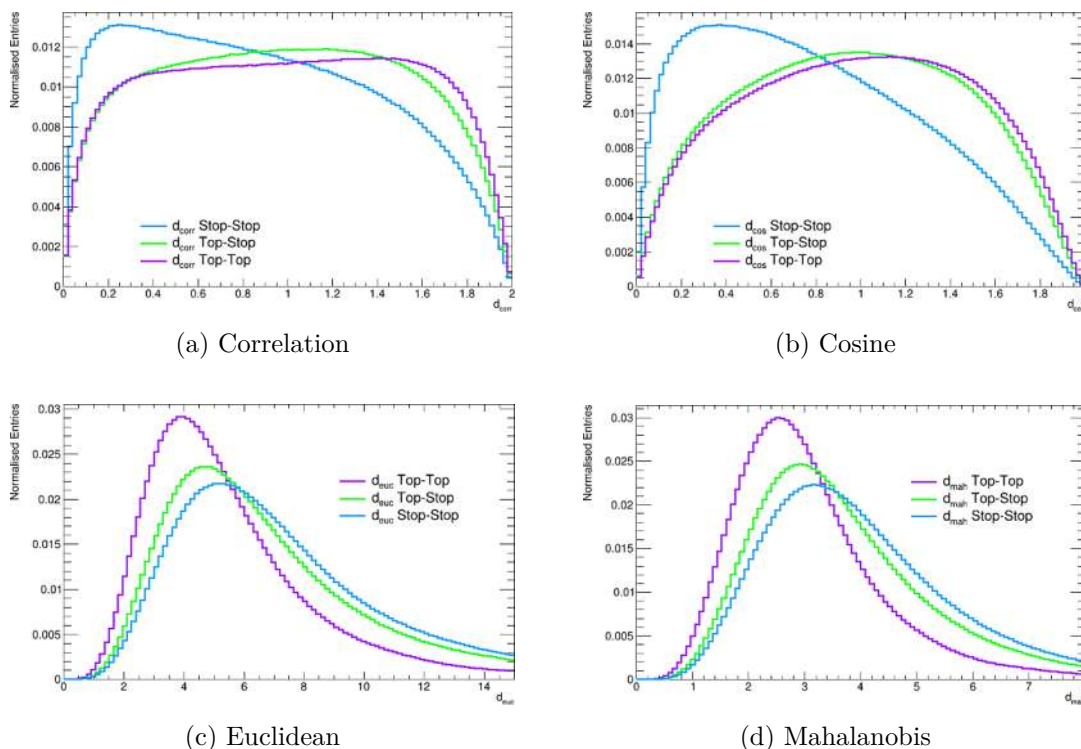 Normalised Entries
0.012
0.01
0.008
0.006
0.004
0.002
0
d_corr Stop-Stop
d_corr Top-Stop
d_corr Top-Top
0 0.2 0.4 0.6 0.8 1 1.2 1.4 1.6 1.8 2
d_corr
(a) Correlation
Normalised Entries
0.014
0.012
0.01
0.008
0.006
0.004
0.002
0
d_cos Stop-Stop
d_cos Top-Stop
d_cos Top-Top
0 0.2 0.4 0.6 0.8 1 1.2 1.4 1.6 1.8
d_cos
(b) Cosine
Normalised Entries
0.03
0.025
0.02
0.015
0.01
0.005
0
d_euc Top-Top
d_euc Top-Stop
d_euc Stop-Stop
0 2 4 6 8 10 12 14
d_euc
(c) Euclidean
Normalised Entries
0.03
0.025
0.02
0.015
0.01
0.005
0
d_mah Top-Top
d_mah Top-Stop
d_mah Stop-Stop
0 1 2 3 4 5 6 7
d_ma
(d) Mahalanobis